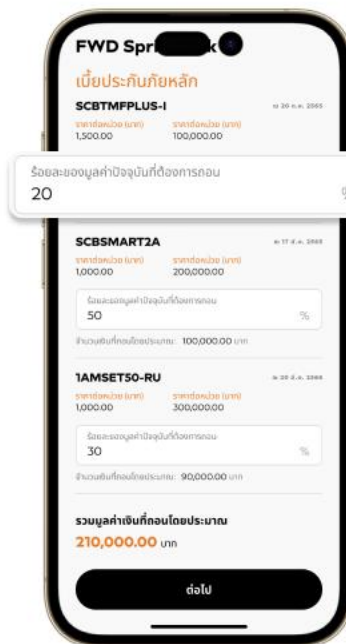 FWD Spri k
เบี้ยประกันภัยหลัก
SCBTMFPLUS-I
ราคาต่อหน่วย (บาท) ราคาต่อหน่วย (บาท)
1,500.00 100,000.00
ร้อยละของมูลค่าปัจจุบันที่ต้องการถอน
20 %
SCBSMART2A
ราคาต่อหน่วย (บาท) ราคาต่อหน่วย (บาท)
1,000.00 200,000.00
ร้อยละของมูลค่าปัจจุบันที่ต้องการถอน
50 %
จำนวนเงินที่ถอนโดยประมาณ: 100,000.00 บาท
1AMSET50-RU
ราคาต่อหน่วย (บาท) ราคาต่อหน่วย (บาท)
1,000.00 300,000.00
ร้อยละของมูลค่าปัจจุบันที่ต้องการถอน
30 %
จำนวนเงินที่ถอนโดยประมาณ: 90,000.00 บาท
รวมมูลค่าเงินที่ถอนโดยประมาณ
210,000.00 บาท
ต่อไป